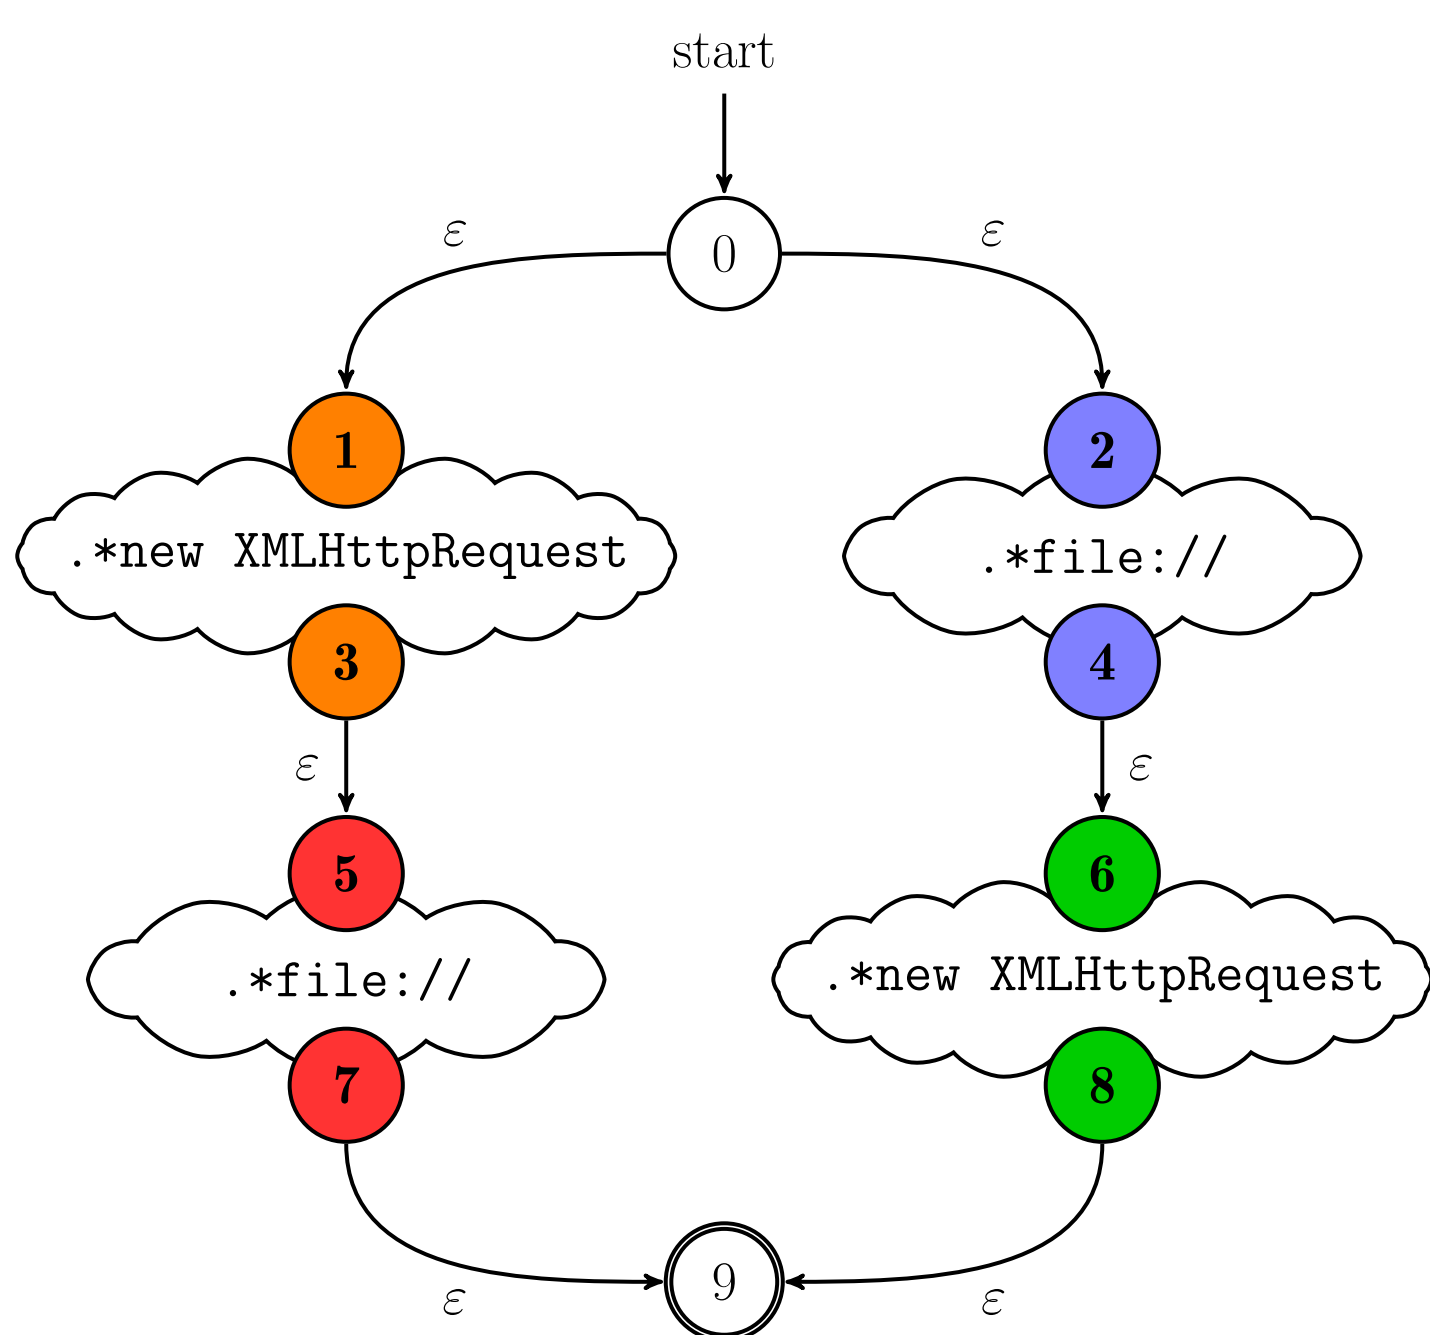 start
ε ε
0
1 2
.*new XMLHttpRequest .*file://
3 4
ε ε
5 6
.*file:// .*new XMLHttpRequest
7 8
9
ε ε